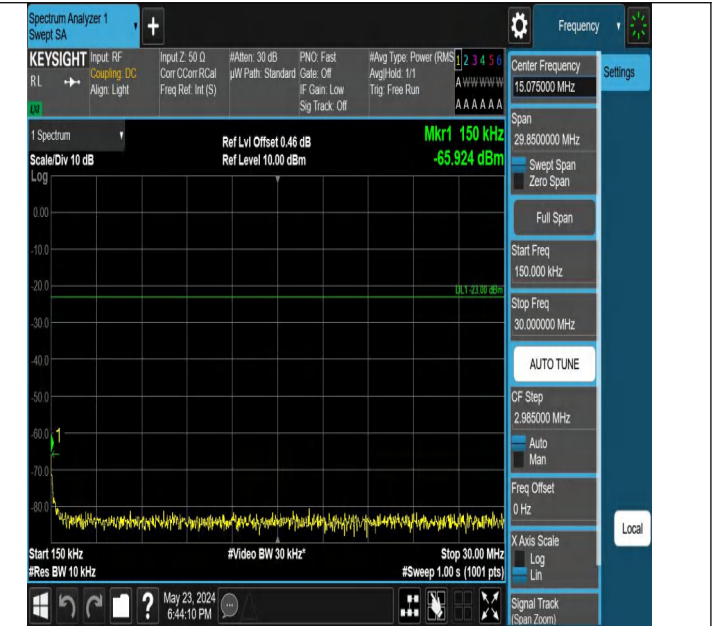 Spectrum Analyzer 1
Swept SA
+
Frequency
KEYSIGHT
RL
LXI
Input: RF
Coupling: DC
Align: Light
Input Z: 50 Ω
Corr CCorr RCal
Freq Ref: Int (S)
#Atten: 30 dB
µW Path: Standard
PNO: Fast
Gate: Off
IF Gain: Low
Sig Track: Off
#Avg Type: Power (RMS
Avg|Hold: 1/1
Trig: Free Run
1 2 3 4 5 6
A W W W W W
A A A A A A
1 Spectrum
Scale/Div 10 dB
Log
Ref Lvl Offset 0.46 dB
Ref Level 10.00 dBm
Mkr1 150 kHz
-65.924 dBm
0.00
-10.0
-20.0
DL1 -23.00 dBm
-30.0
-40.0
-50.0
-60.0
1
-70.0
-80.0
Start 150 kHz
#Video BW 30 kHz*
Stop 30.00 MHz
#Res BW 10 kHz
#Sweep 1.00 s (1001 pts)
?
May 23, 2024
6:44:10 PM
Center Frequency
15.075000 MHz
Settings
Span
29.8500000 MHz
Swept Span
Zero Span
Full Span
Start Freq
150.000 kHz
Stop Freq
30.000000 MHz
AUTO TUNE
CF Step
2.985000 MHz
Auto
Man
Freq Offset
0 Hz
Local
X Axis Scale
Log
Lin
Signal Track
(Span Zoom)